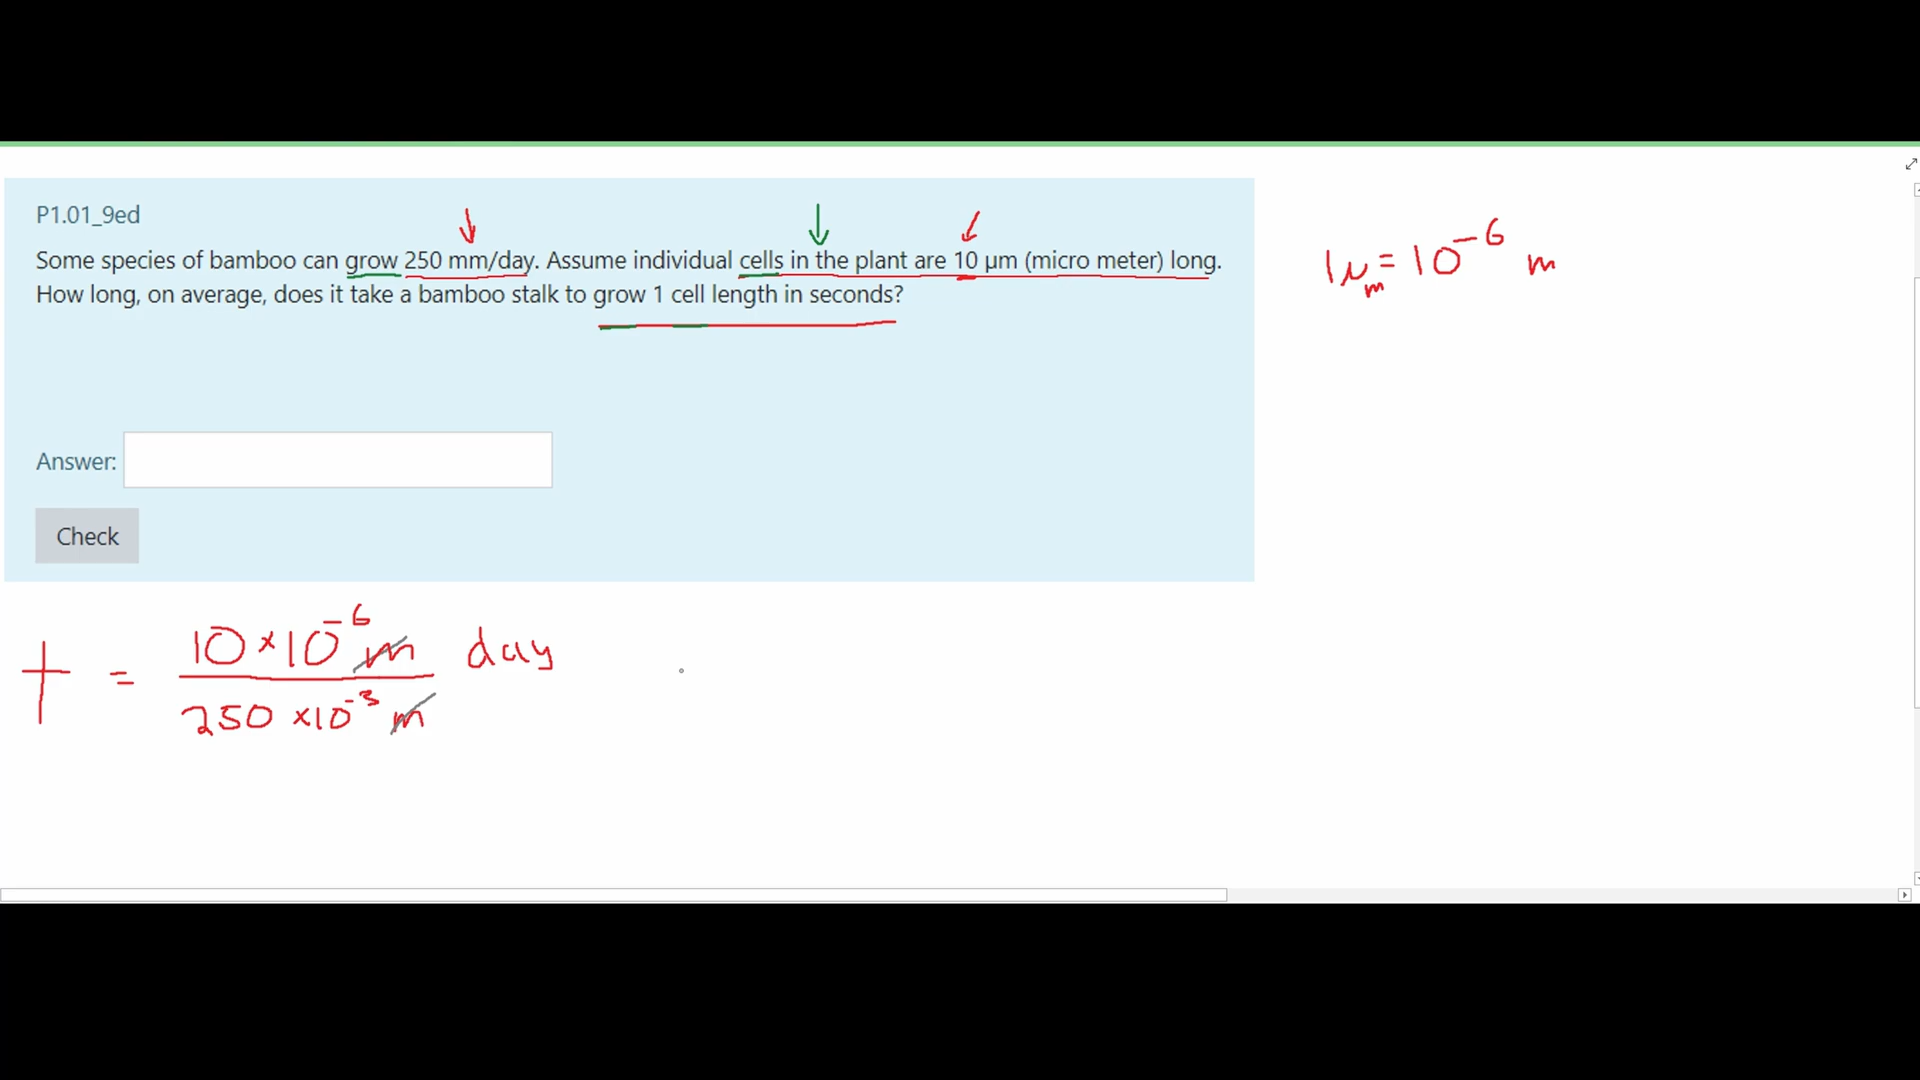 P1.01_9ed
Some species of bamboo can grow 250 mm/day. Assume individual cells in the plant are 10 µm (micro meter) long.
How long, on average, does it take a bamboo stalk to grow 1 cell length in seconds?
1µm = 10⁻⁶ m
Answer:
Check
t = 10 × 10⁻⁶ m day
250 × 10⁻³ m